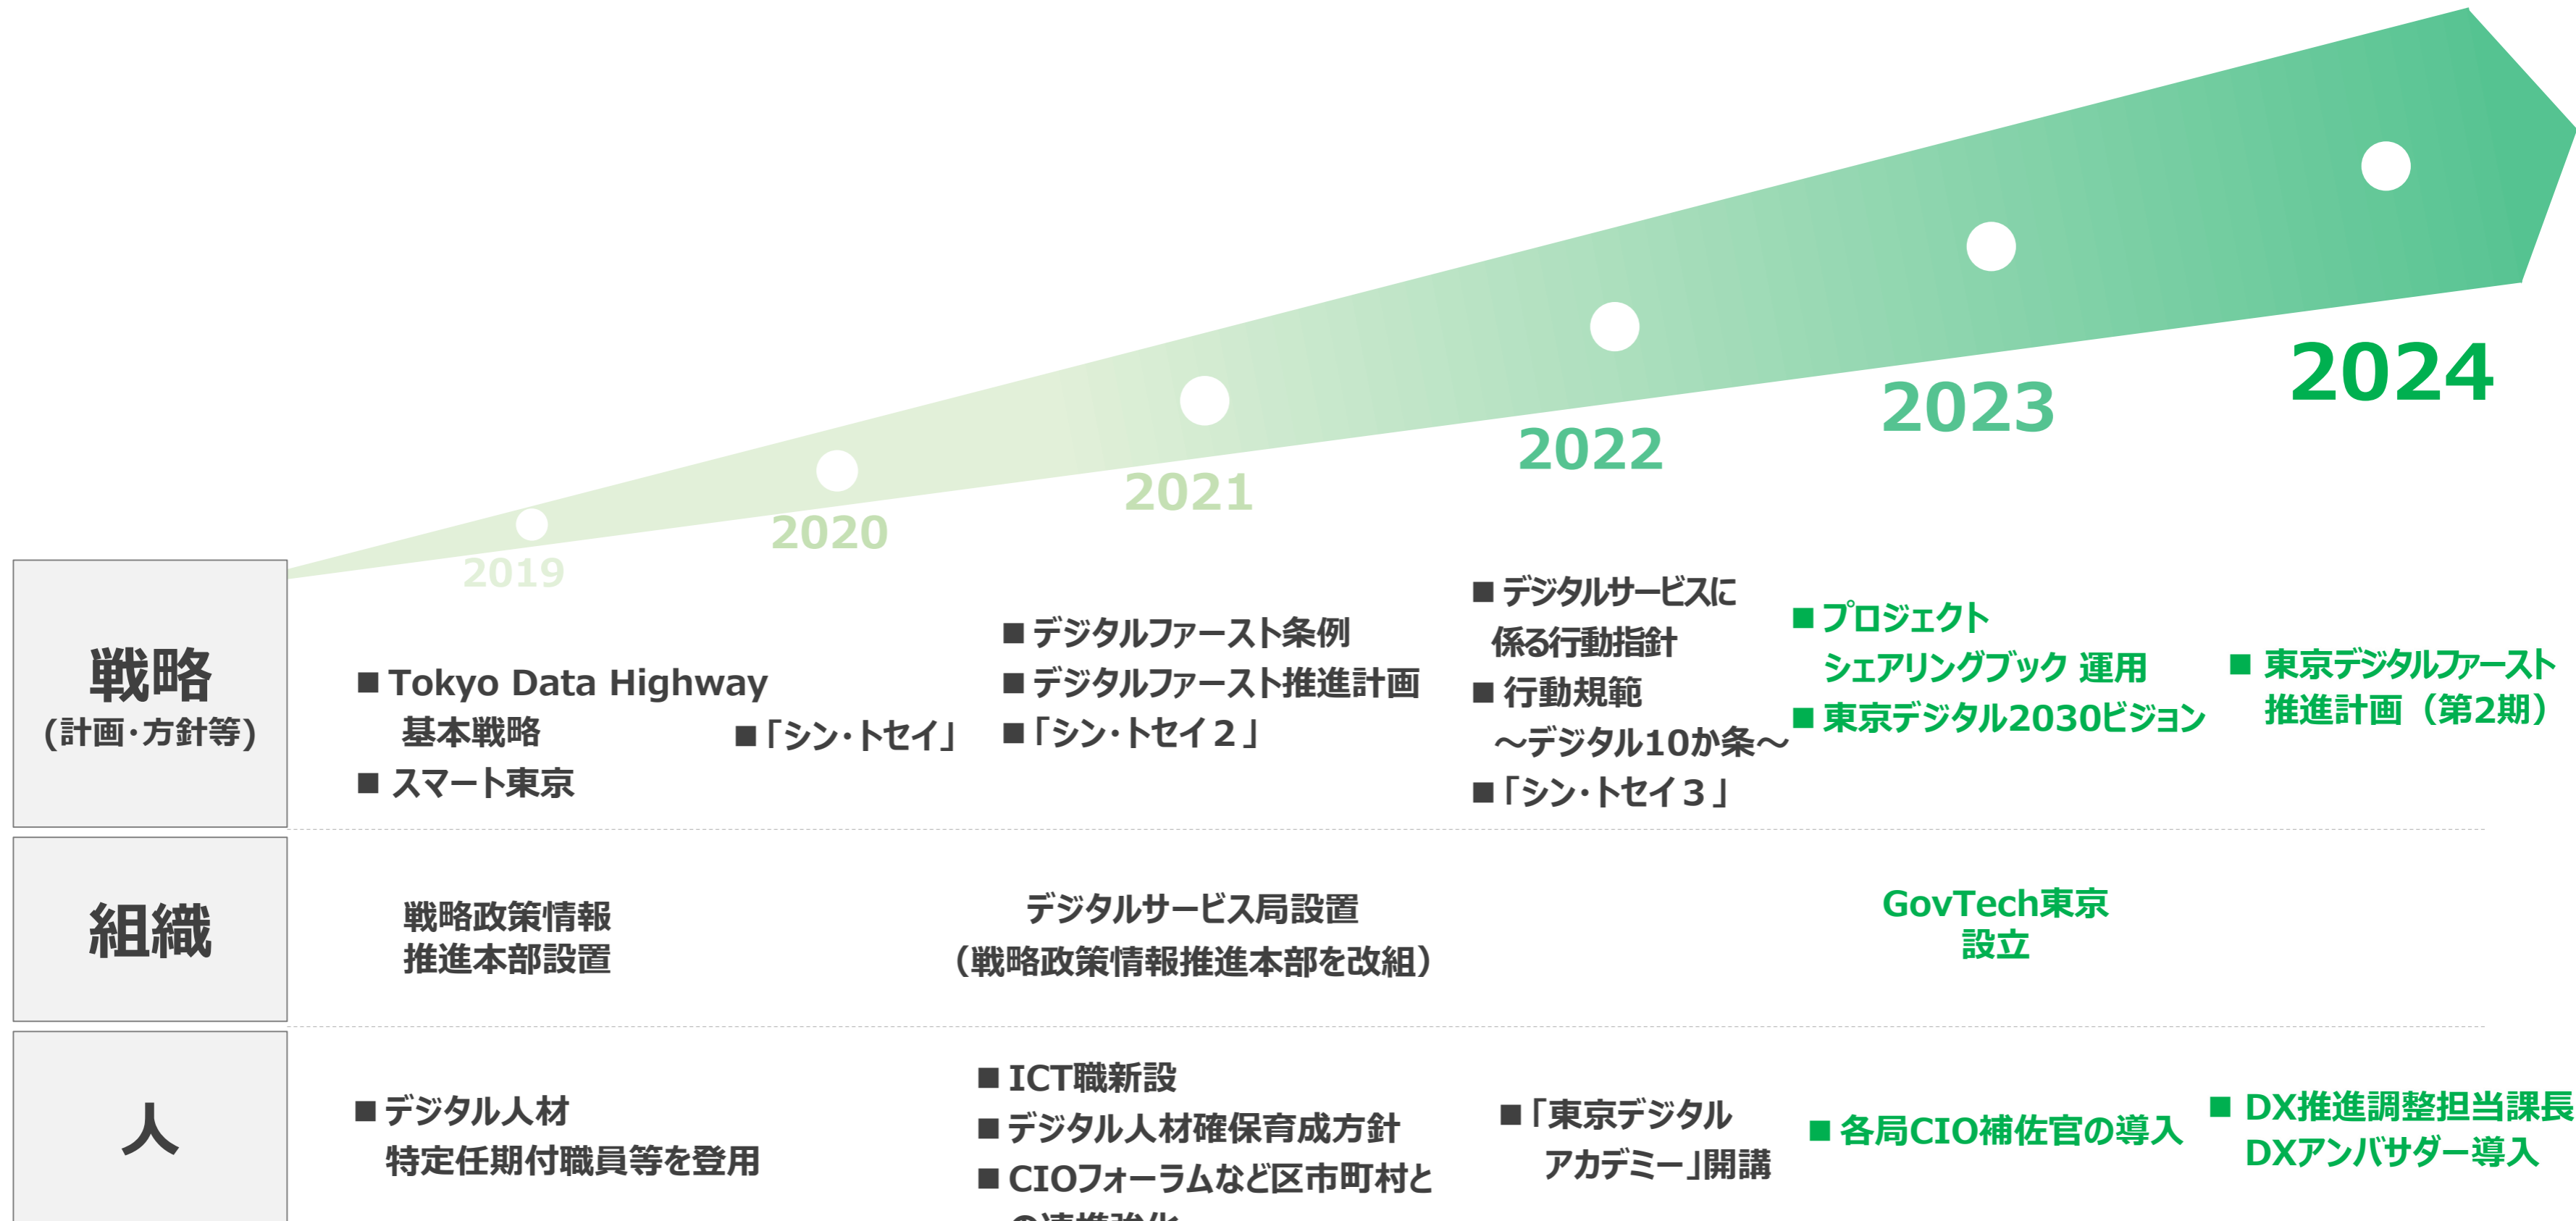 2024
2023
2022
2021
2020
2019
戦略
(計画・方針等)
■ Tokyo Data Highway
基本戦略
■ スマート東京
■「シン・トセイ」
■ デジタルファースト条例
■ デジタルファースト推進計画
■「シン・トセイ２」
■ デジタルサービスに
係る行動指針
■ 行動規範
～デジタル10か条～
■「シン・トセイ３」
■ プロジェクト
シェアリングブック 運用
■ 東京デジタル2030ビジョン
■ 東京デジタルファースト
推進計画（第2期）
組織
戦略政策情報
推進本部設置
デジタルサービス局設置
（戦略政策情報推進本部を改組）
GovTech東京
設立
人
■ デジタル人材
特定任期付職員等を登用
■ ICT職新設
■ デジタル人材確保育成方針
■ CIOフォーラムなど区市町村と
の連携強化
■「東京デジタル
アカデミー」開講
■ 各局CIO補佐官の導入
■ DX推進調整担当課長
DXアンバサダー導入